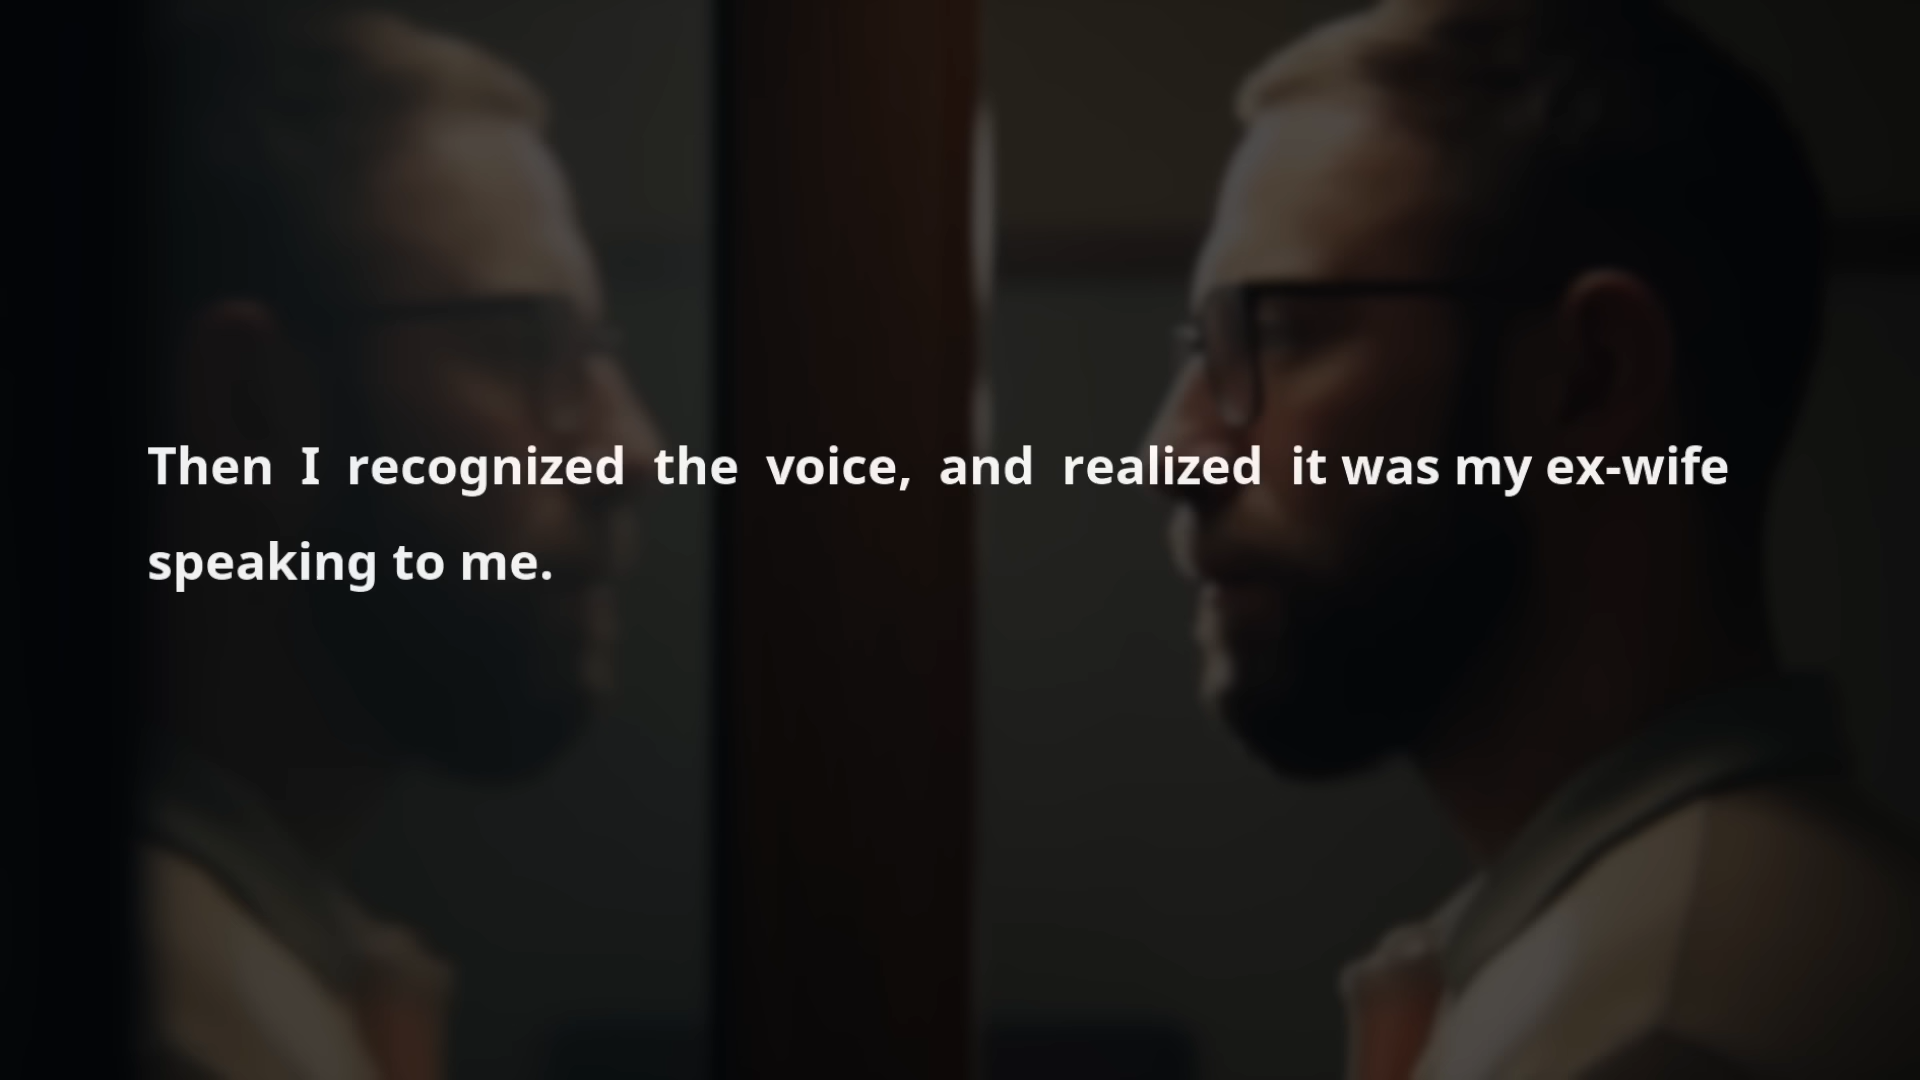 Then I recognized the voice, and realized it was my ex-wife
speaking to me.